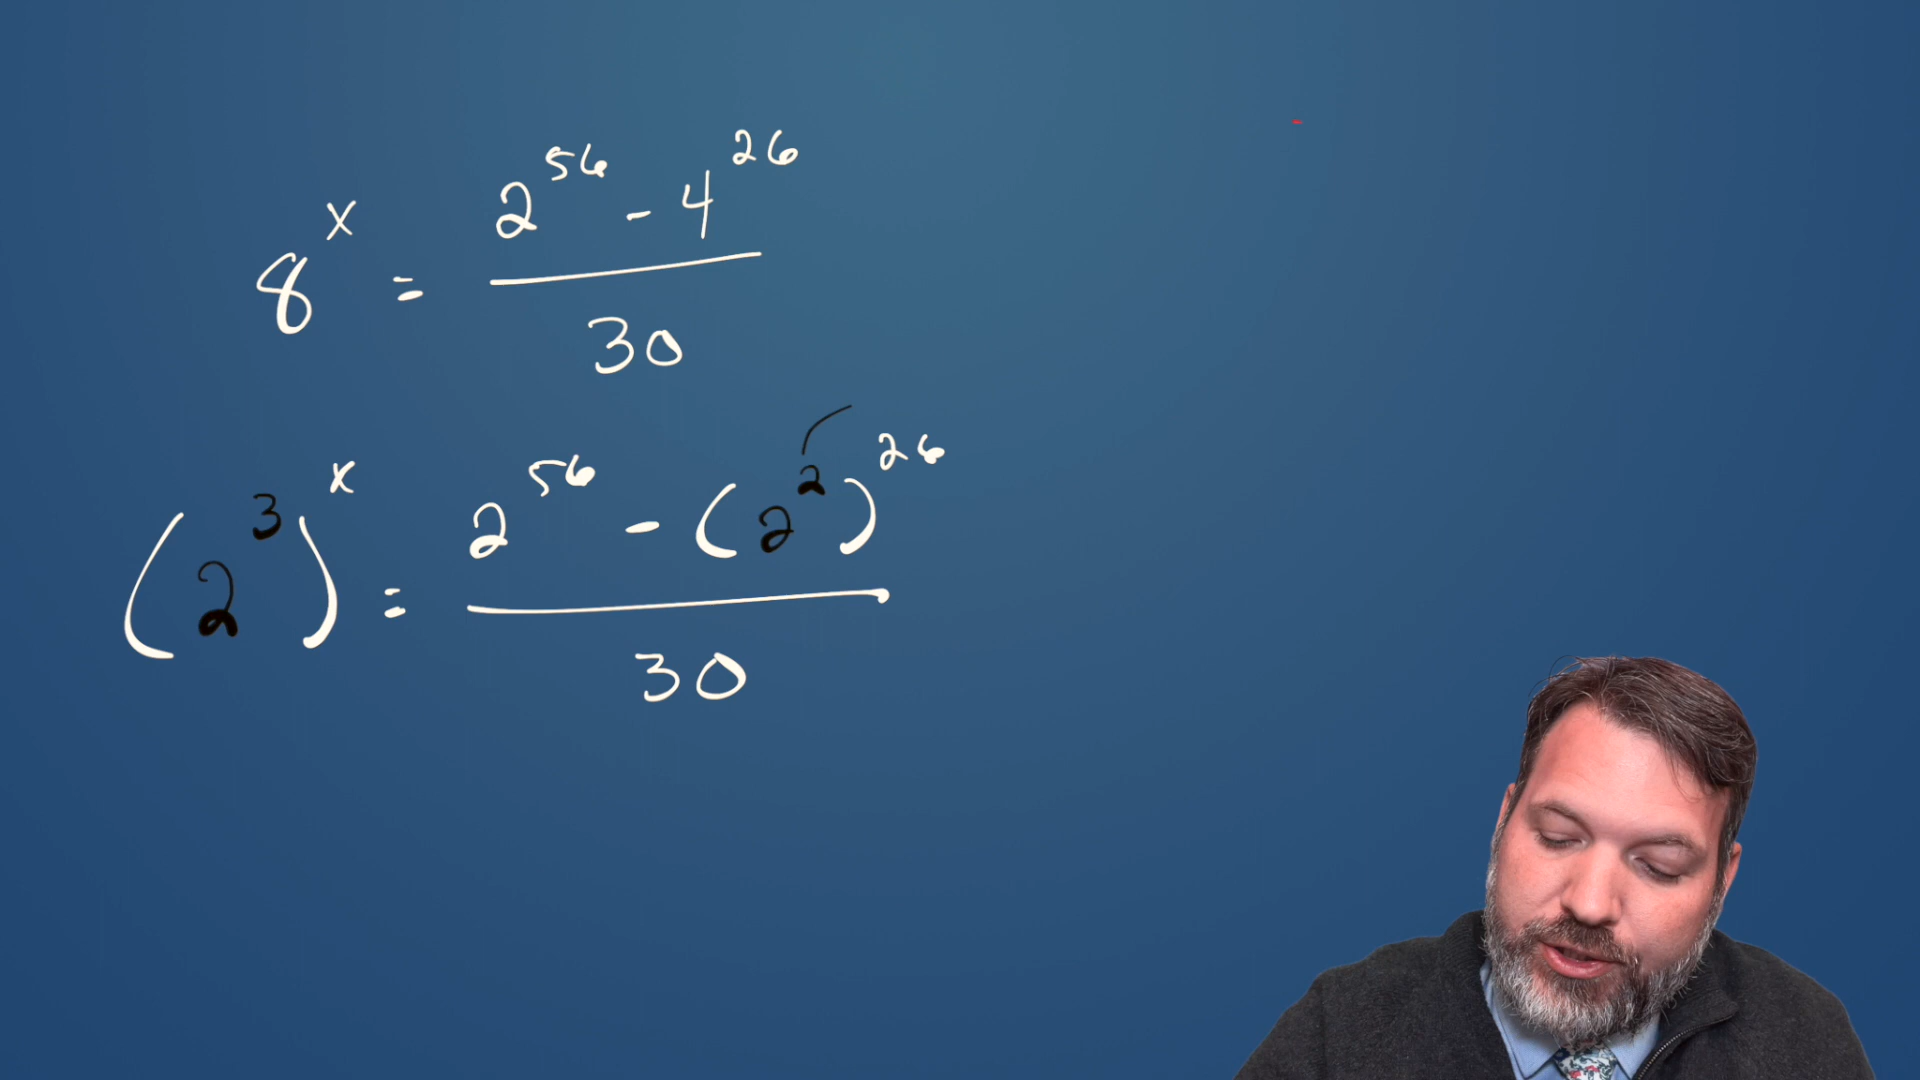 8^x = (2^56 - 4^26) / 30
(2^3)^x = (2^56 - (2^2)^26) / 30